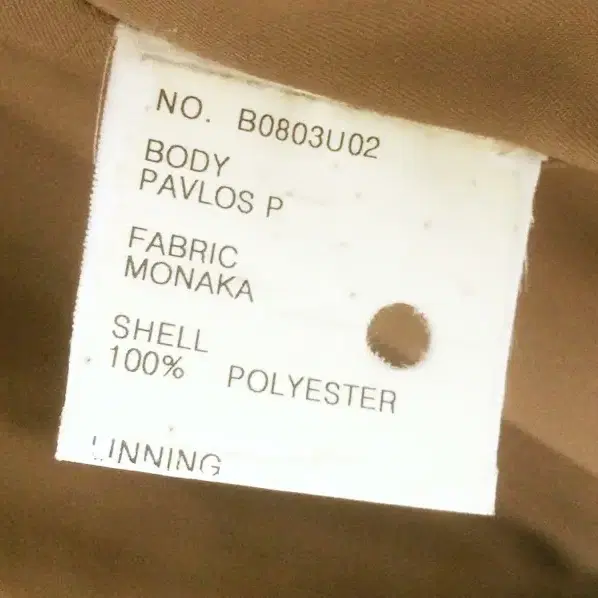 NO. B0803U02
BODY
PAVLOS P
FABRIC
MONAKA
SHELL
100% POLYESTER
LINNING